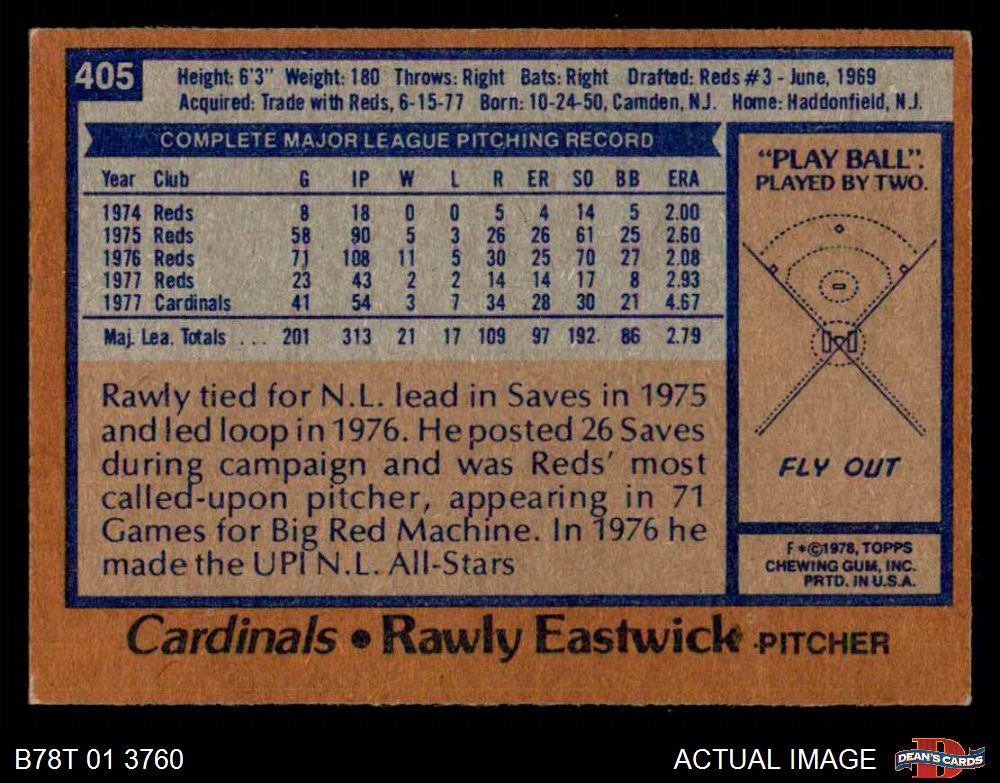 405
Height: 6'3" Weight: 180 Throws: Right Bats: Right Drafted: Reds #3 - June, 1969
Acquired: Trade with Reds, 6-15-77 Born: 10-24-50, Camden, N.J. Home: Haddonfield, N.J.
COMPLETE MAJOR LEAGUE PITCHING RECORD
Year Club G IP W L R ER SO BB ERA
1974 Reds 8 18 0 0 5 4 14 5 2.00
1975 Reds 58 90 5 3 26 26 61 25 2.60
1976 Reds 71 108 11 5 30 25 70 27 2.08
1977 Reds 23 43 2 2 14 14 17 8 2.93
1977 Cardinals 41 54 3 7 34 28 30 21 4.67
Maj. Lea. Totals ... 201 313 21 17 109 97 192 86 2.79
Rawly tied for N.L. lead in Saves in 1975
and led loop in 1976. He posted 26 Saves
during campaign and was Reds' most
called-upon pitcher, appearing in 71
Games for Big Red Machine. In 1976 he
made the UPI N.L. All-Stars
"PLAY BALL".
PLAYED BY TWO.
FLY OUT
F*©1978, TOPPS
CHEWING GUM, INC.
PRTD. IN U.S.A.
Cardinals • Rawly Eastwick PITCHER
B78T 01 3760
ACTUAL IMAGE
DEAN'S CARDS